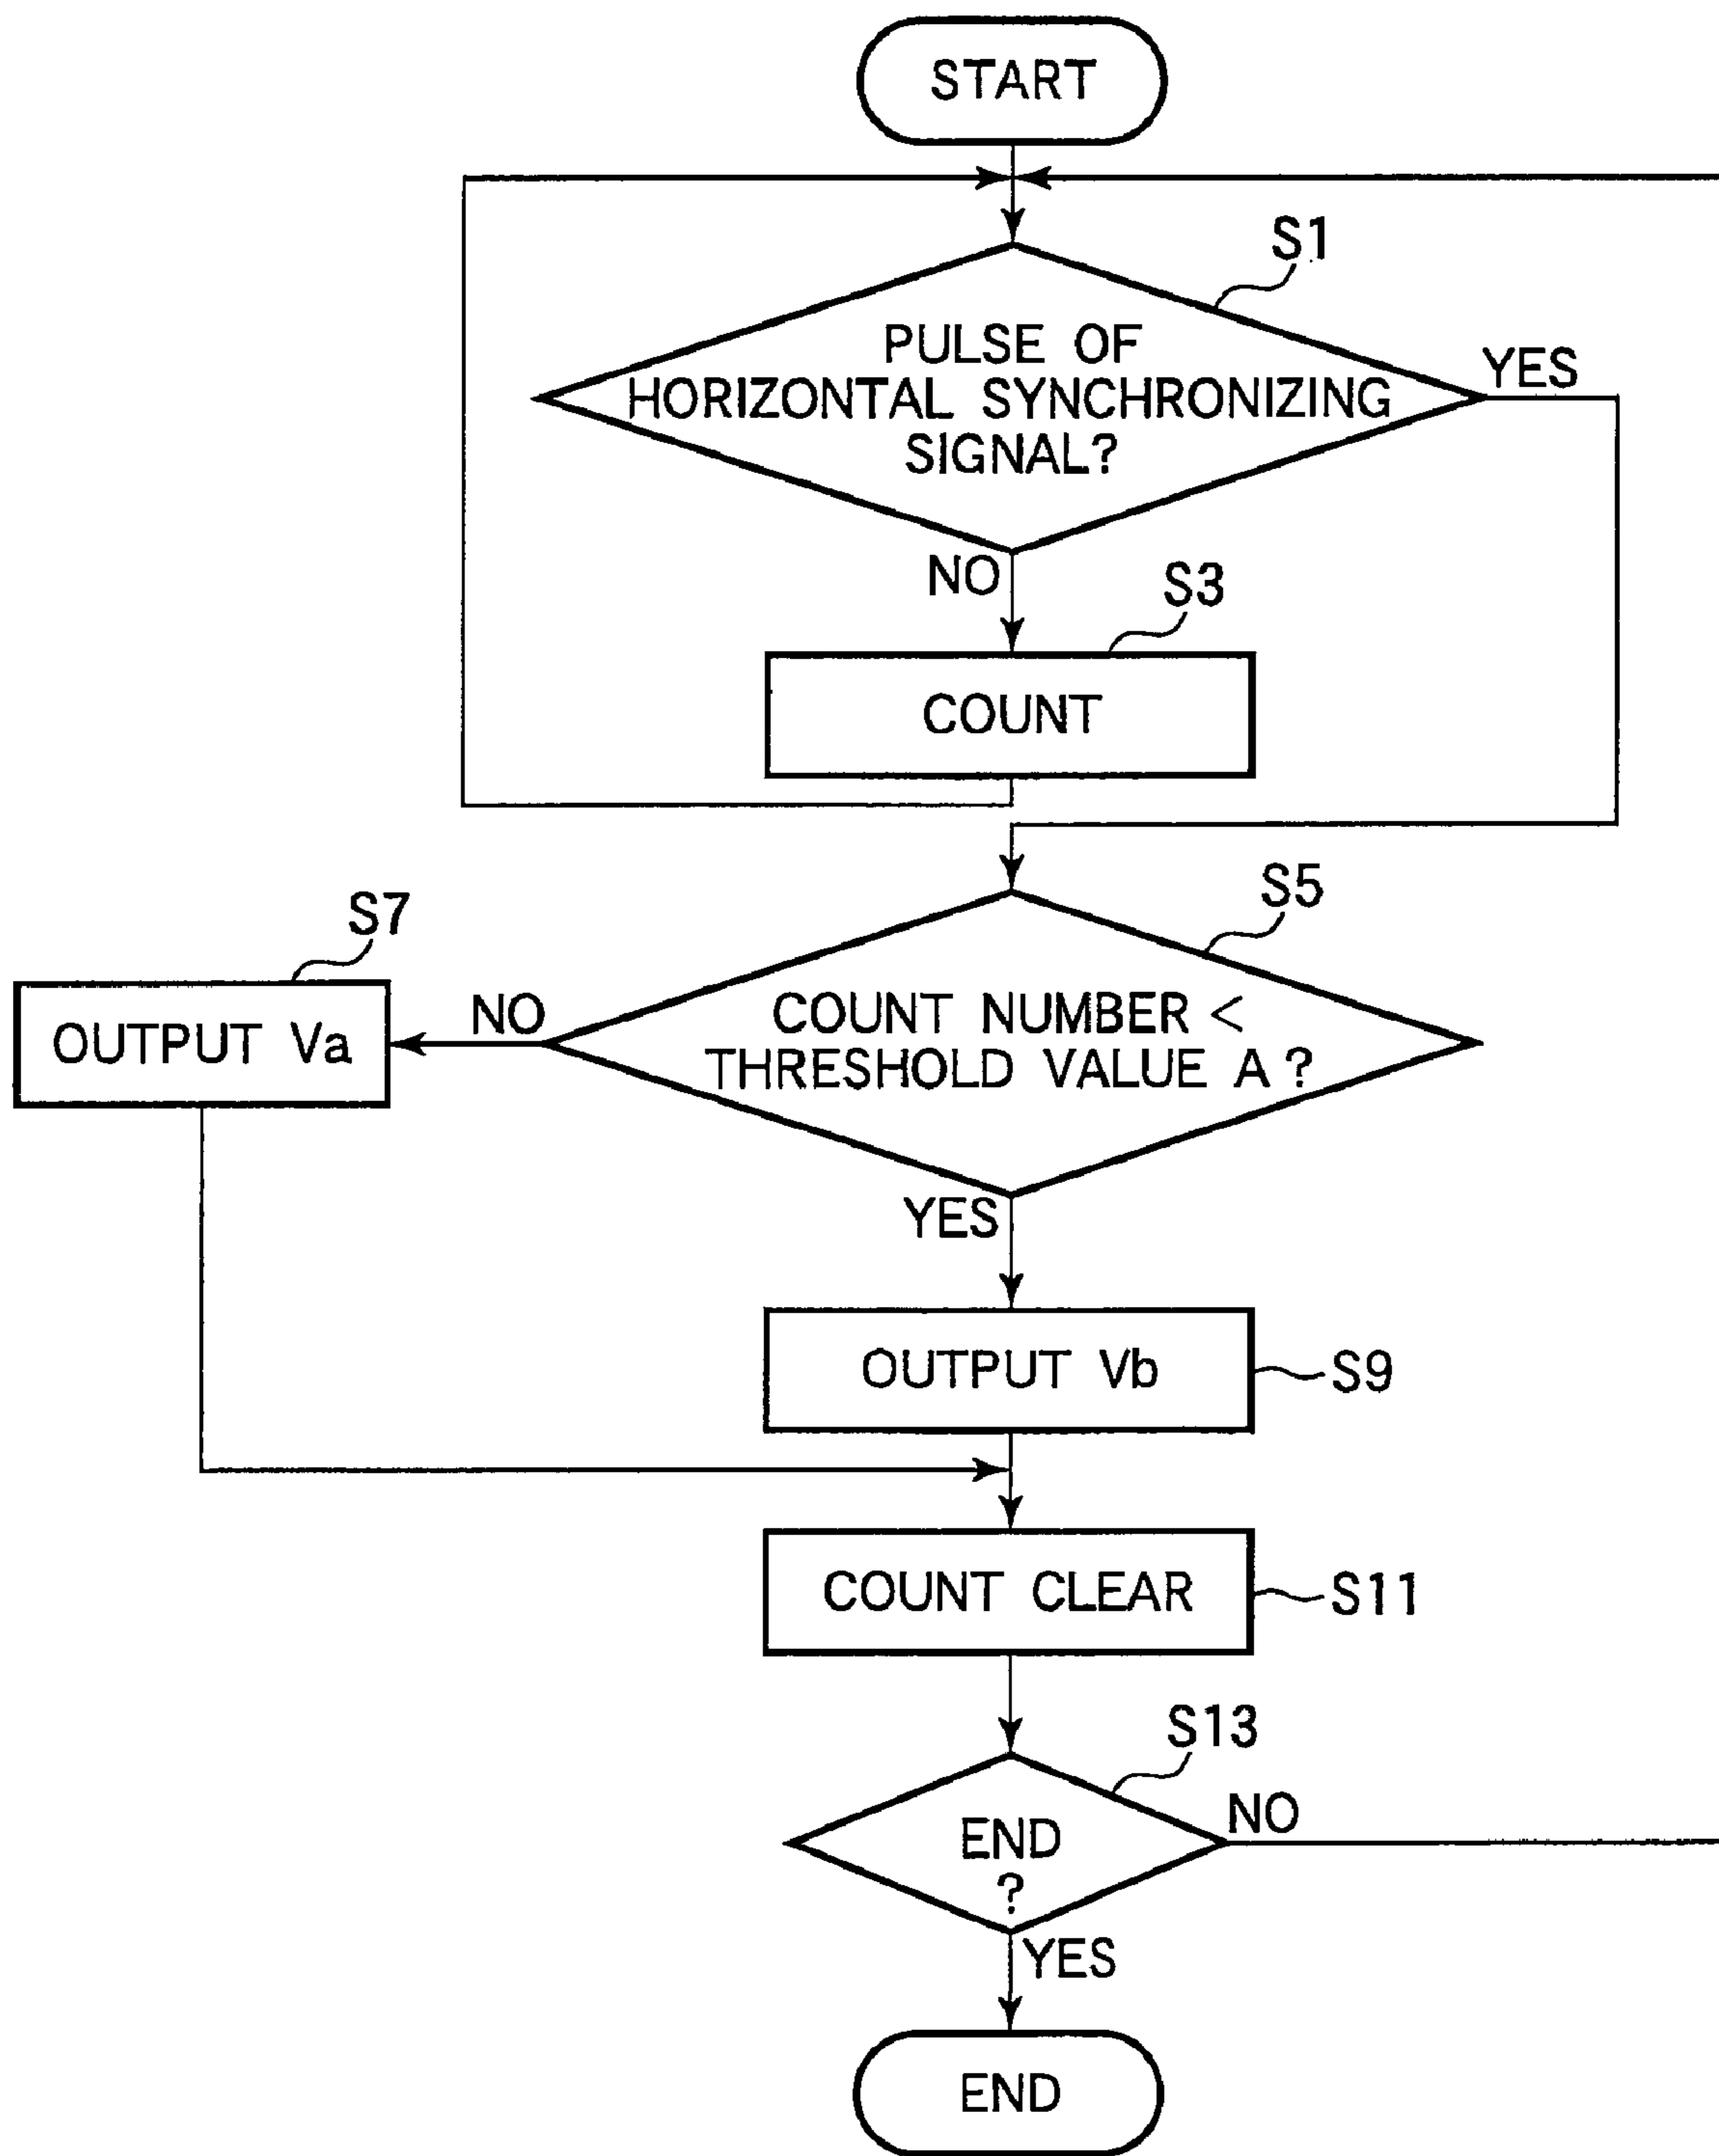 START
S1
PULSE OF
HORIZONTAL SYNCHRONIZING
SIGNAL?
YES
NO
S3
COUNT
S5
S7
COUNT NUMBER <
THRESHOLD VALUE A ?
NO
OUTPUT Va
YES
OUTPUT Vb
S9
COUNT CLEAR
S11
S13
END
?
NO
YES
END